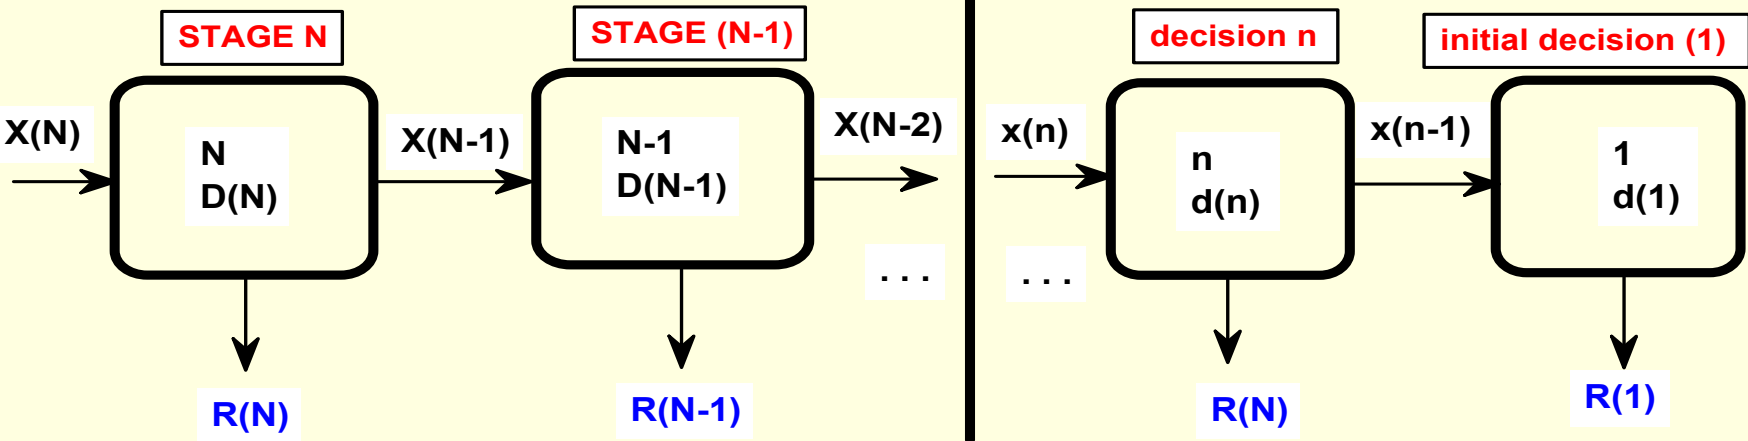 STAGE N
STAGE (N-1)
decision n
initial decision (1)
X(N)
N
D(N)
X(N-1)
N-1
D(N-1)
X(N-2)
. . .
x(n)
. . .
n
d(n)
x(n-1)
1
d(1)
R(N)
R(N-1)
R(N)
R(1)